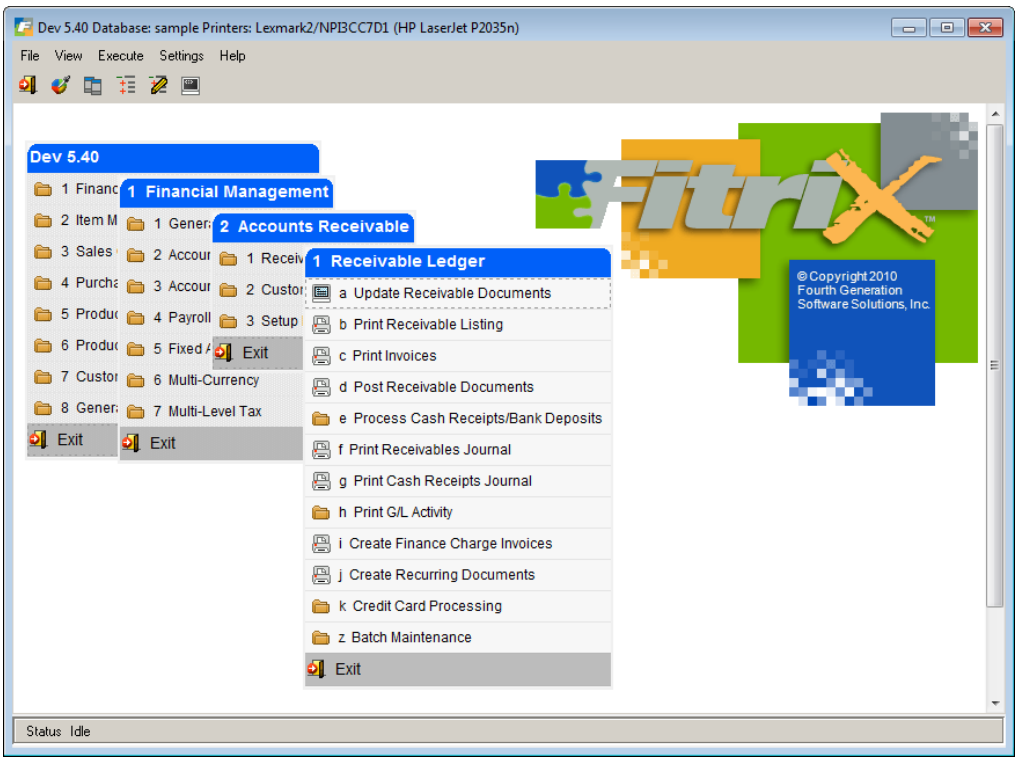 Dev 5.40 Database: sample Printers: Lexmark2/NPI3CC7D1 (HP LaserJet P2035n)
File View Execute Settings Help
Dev 5.40
1 Financ
2 Item M
3 Sales
4 Purcha
5 Produc
6 Produc
7 Custor
8 Genera
Exit
1 Financial Management
1 Genera
2 Accour
3 Accour
4 Payroll
5 Fixed A
6 Multi-Currency
7 Multi-Level Tax
Exit
2 Accounts Receivable
1 Receiv
2 Custor
3 Setup
Exit
1 Receivable Ledger
a Update Receivable Documents
b Print Receivable Listing
c Print Invoices
d Post Receivable Documents
e Process Cash Receipts/Bank Deposits
f Print Receivables Journal
g Print Cash Receipts Journal
h Print G/L Activity
i Create Finance Charge Invoices
j Create Recurring Documents
k Credit Card Processing
z Batch Maintenance
Exit
Fitrix
™
©Copyright 2010
Fourth Generation
Software Solutions, Inc.
Status Idle